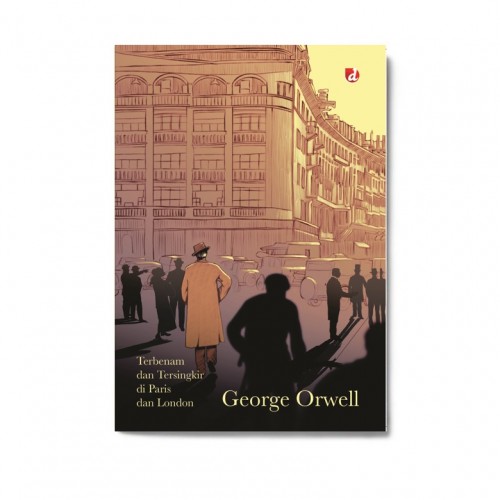 d
Terbenam
dan Tersingkir
di Paris
dan London
George Orwell